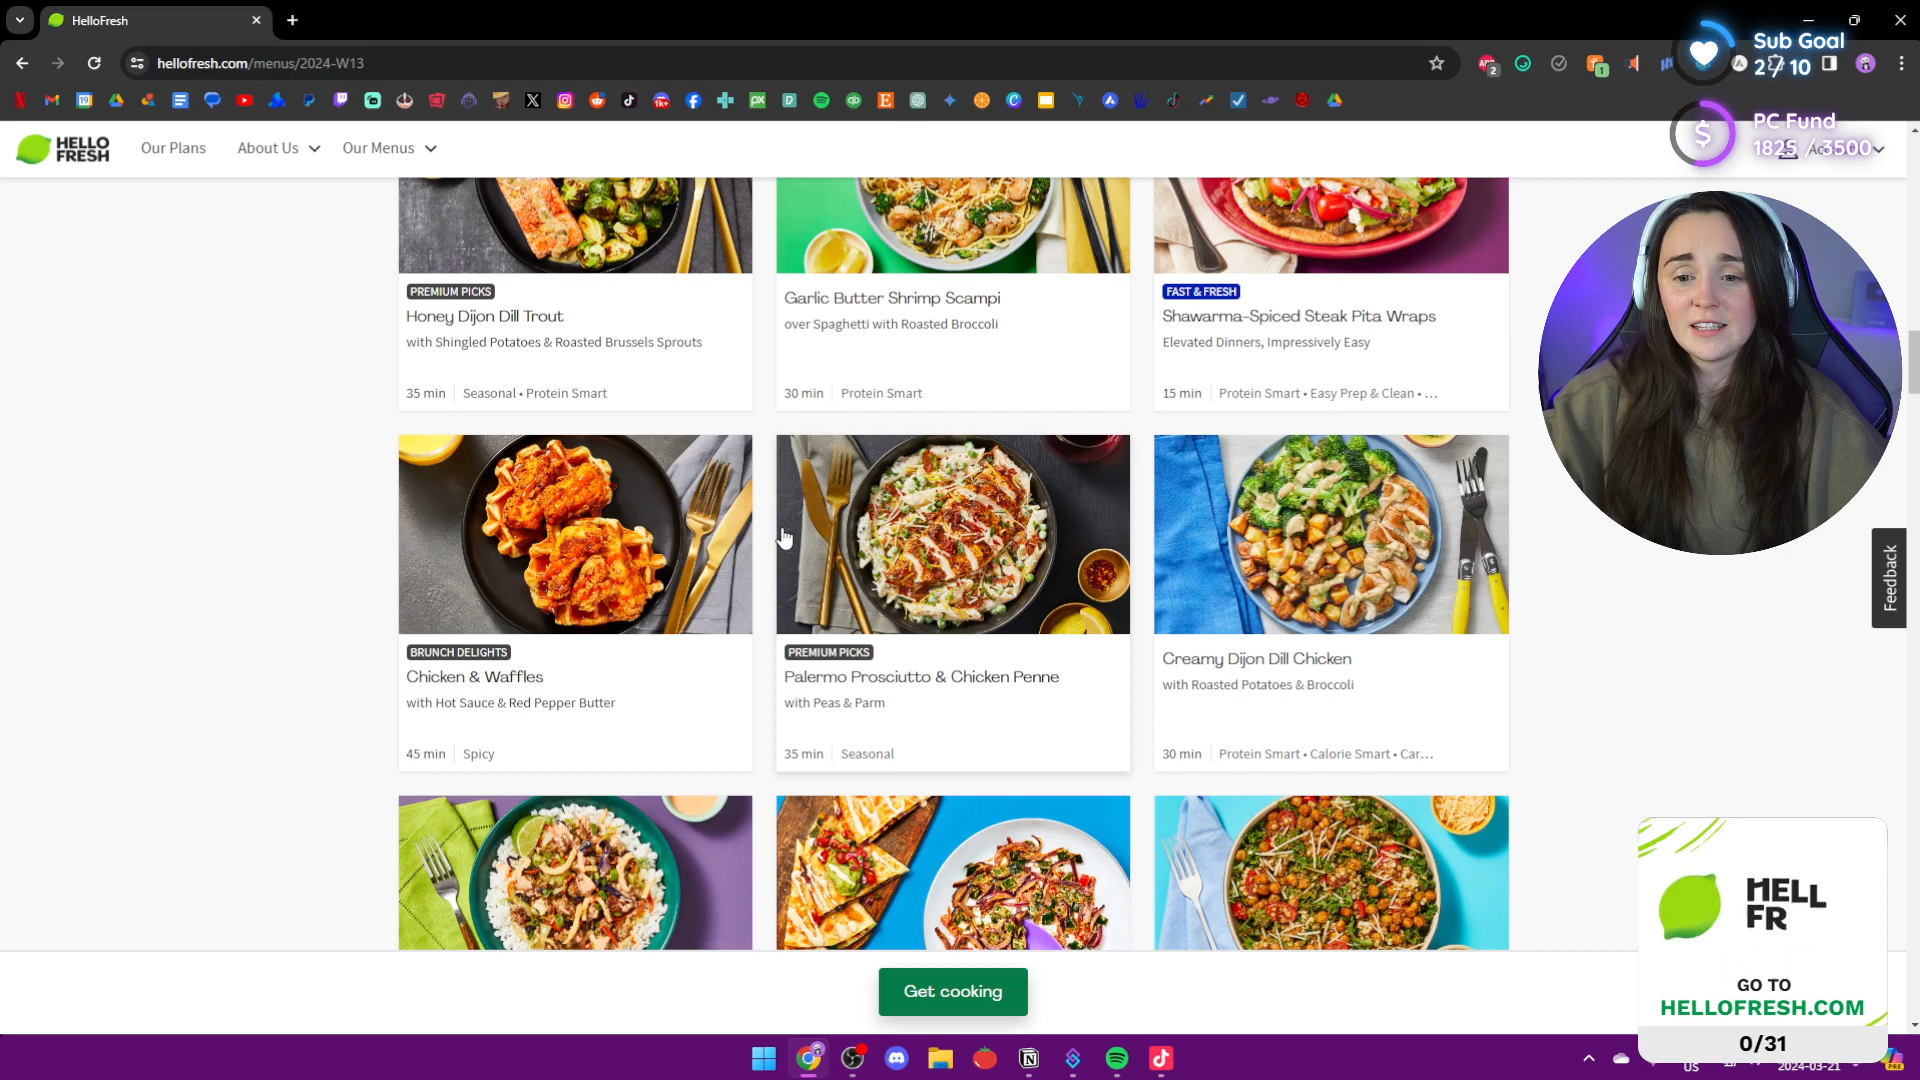 HelloFresh
hellofresh.com/menus/2024-W13
Sub Goal
2 / 10
PC Fund
1825 / 3500
HELLO
FRESH
Our Plans
About Us
Our Menus
PREMIUM PICKS
Honey Dijon Dill Trout
with Shingled Potatoes & Roasted Brussels Sprouts
35 min
Seasonal • Protein Smart
Garlic Butter Shrimp Scampi
over Spaghetti with Roasted Broccoli
30 min
Protein Smart
FAST & FRESH
Shawarma-Spiced Steak Pita Wraps
Elevated Dinners, Impressively Easy
15 min
Protein Smart • Easy Prep & Clean • ...
BRUNCH DELIGHTS
Chicken & Waffles
with Hot Sauce & Red Pepper Butter
45 min
Spicy
PREMIUM PICKS
Palermo Prosciutto & Chicken Penne
with Peas & Parm
35 min
Seasonal
Creamy Dijon Dill Chicken
with Roasted Potatoes & Broccoli
30 min
Protein Smart • Calorie Smart • Car...
Feedback
Get cooking
HELL
FR
GO TO
HELLOFRESH.COM
0/31
US
2024-03-21